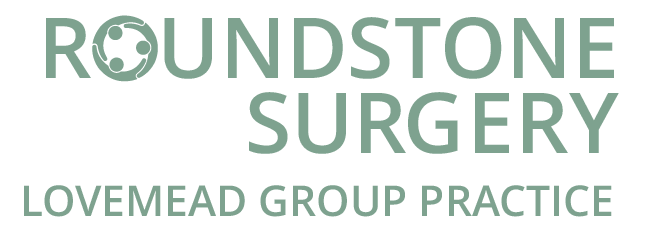 ROUNDSTONE
SURGERY
LOVEMEAD GROUP PRACTICE